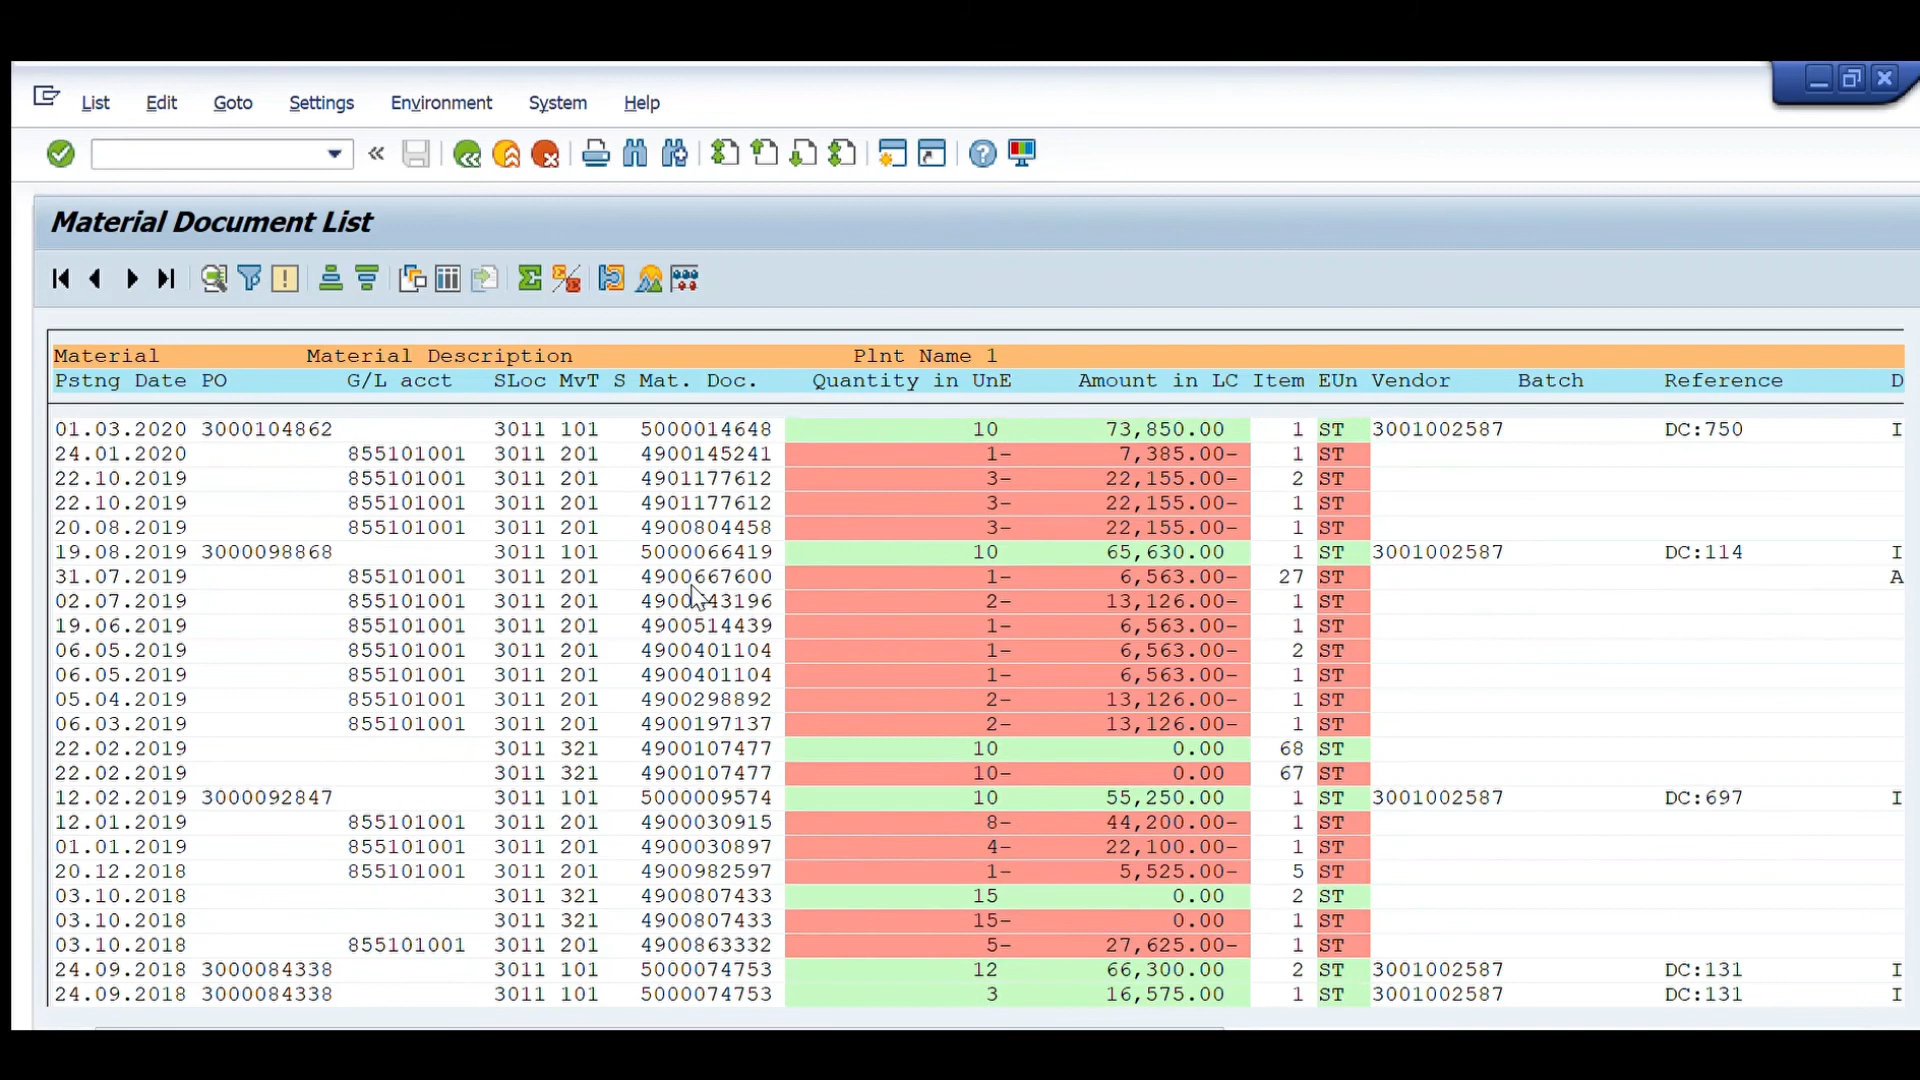 List Edit Goto Settings Environment System Help
Material Document List
Material Material Description Plnt Name 1
Pstng Date PO G/L acct SLoc MvT S Mat. Doc. Quantity in UnE Amount in LC Item EUn Vendor Batch Reference D
01.03.2020 3000104862 3011 101 5000014648 10 73,850.00 1 ST 3001002587 DC:750 I
24.01.2020 855101001 3011 201 4900145241 1- 7,385.00- 1 ST
22.10.2019 855101001 3011 201 4901177612 3- 22,155.00- 2 ST
22.10.2019 855101001 3011 201 4901177612 3- 22,155.00- 1 ST
20.08.2019 855101001 3011 201 4900804458 3- 22,155.00- 1 ST
19.08.2019 3000098868 3011 101 5000066419 10 65,630.00 1 ST 3001002587 DC:114 I
31.07.2019 855101001 3011 201 4900667600 1- 6,563.00- 27 ST A
02.07.2019 855101001 3011 201 2- 13,126.00- 1 ST
19.06.2019 855101001 3011 201 4900514439 1- 6,563.00- 1 ST
06.05.2019 855101001 3011 201 4900401104 1- 6,563.00- 2 ST
06.05.2019 855101001 3011 201 4900401104 1- 6,563.00- 1 ST
05.04.2019 855101001 3011 201 4900298892 2- 13,126.00- 1 ST
06.03.2019 855101001 3011 201 4900197137 2- 13,126.00- 1 ST
22.02.2019 3011 321 4900107477 10 0.00 68 ST
22.02.2019 3011 321 4900107477 10- 0.00 67 ST
12.02.2019 3000092847 3011 101 5000009574 10 55,250.00 1 ST 3001002587 DC:697 I
12.01.2019 855101001 3011 201 4900030915 8- 44,200.00- 1 ST
01.01.2019 855101001 3011 201 4900030897 4- 22,100.00- 1 ST
20.12.2018 855101001 3011 201 4900982597 1- 5,525.00- 5 ST
03.10.2018 3011 321 4900807433 15 0.00 2 ST
03.10.2018 3011 321 4900807433 15- 0.00 1 ST
03.10.2018 855101001 3011 201 4900863332 5- 27,625.00- 1 ST
24.09.2018 3000084338 3011 101 5000074753 12 66,300.00 2 ST 3001002587 DC:131 I
24.09.2018 3000084338 3011 101 5000074753 3 16,575.00 1 ST 3001002587 DC:131 I